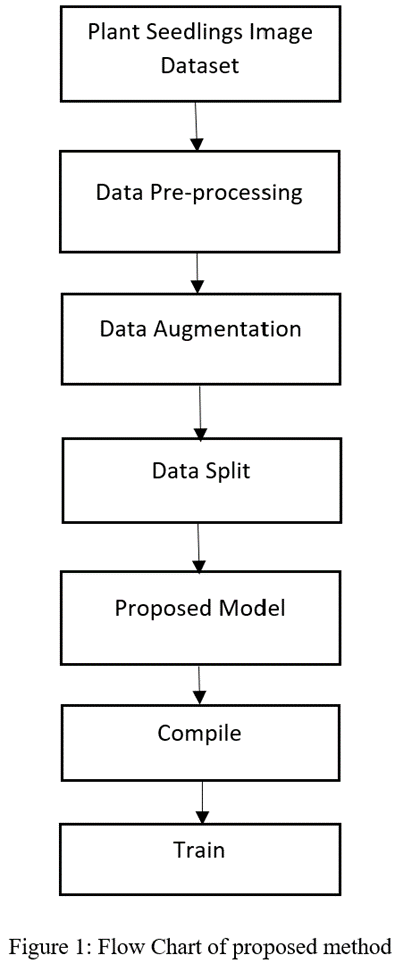 Plant Seedlings Image
Dataset
Data Pre-processing
Data Augmentation
Data Split
Proposed Model
Compile
Train
Figure 1: Flow Chart of proposed method